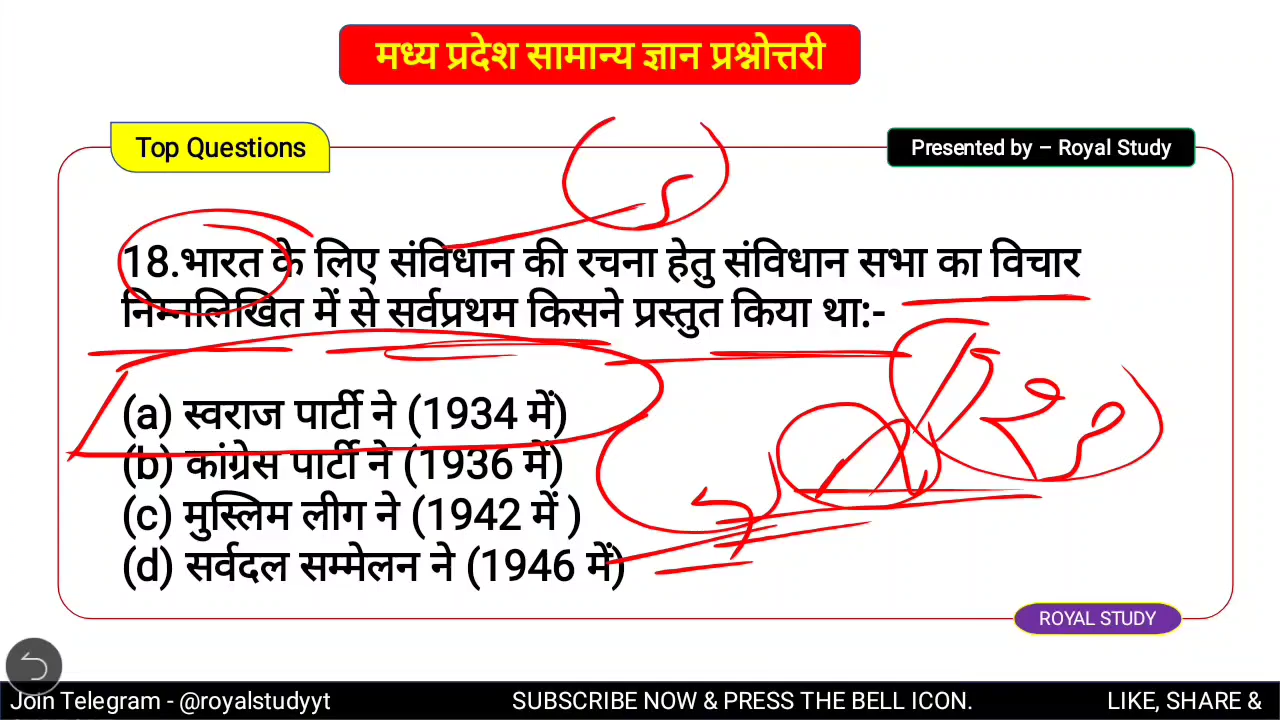 मध्य प्रदेश सामान्य ज्ञान प्रश्नोत्तरी
Top Questions
Presented by – Royal Study
18.भारत के लिए संविधान की रचना हेतु संविधान सभा का विचार
निम्नलिखित में से सर्वप्रथम किसने प्रस्तुत किया था:-
(a) स्वराज पार्टी ने (1934 में)
(b) कांग्रेस पार्टी ने (1936 में)
(c) मुस्लिम लीग ने (1942 में )
(d) सर्वदल सम्मेलन ने (1946 में)
ROYAL STUDY
Join Telegram - @royalstudyyt
SUBSCRIBE NOW & PRESS THE BELL ICON.
LIKE, SHARE &